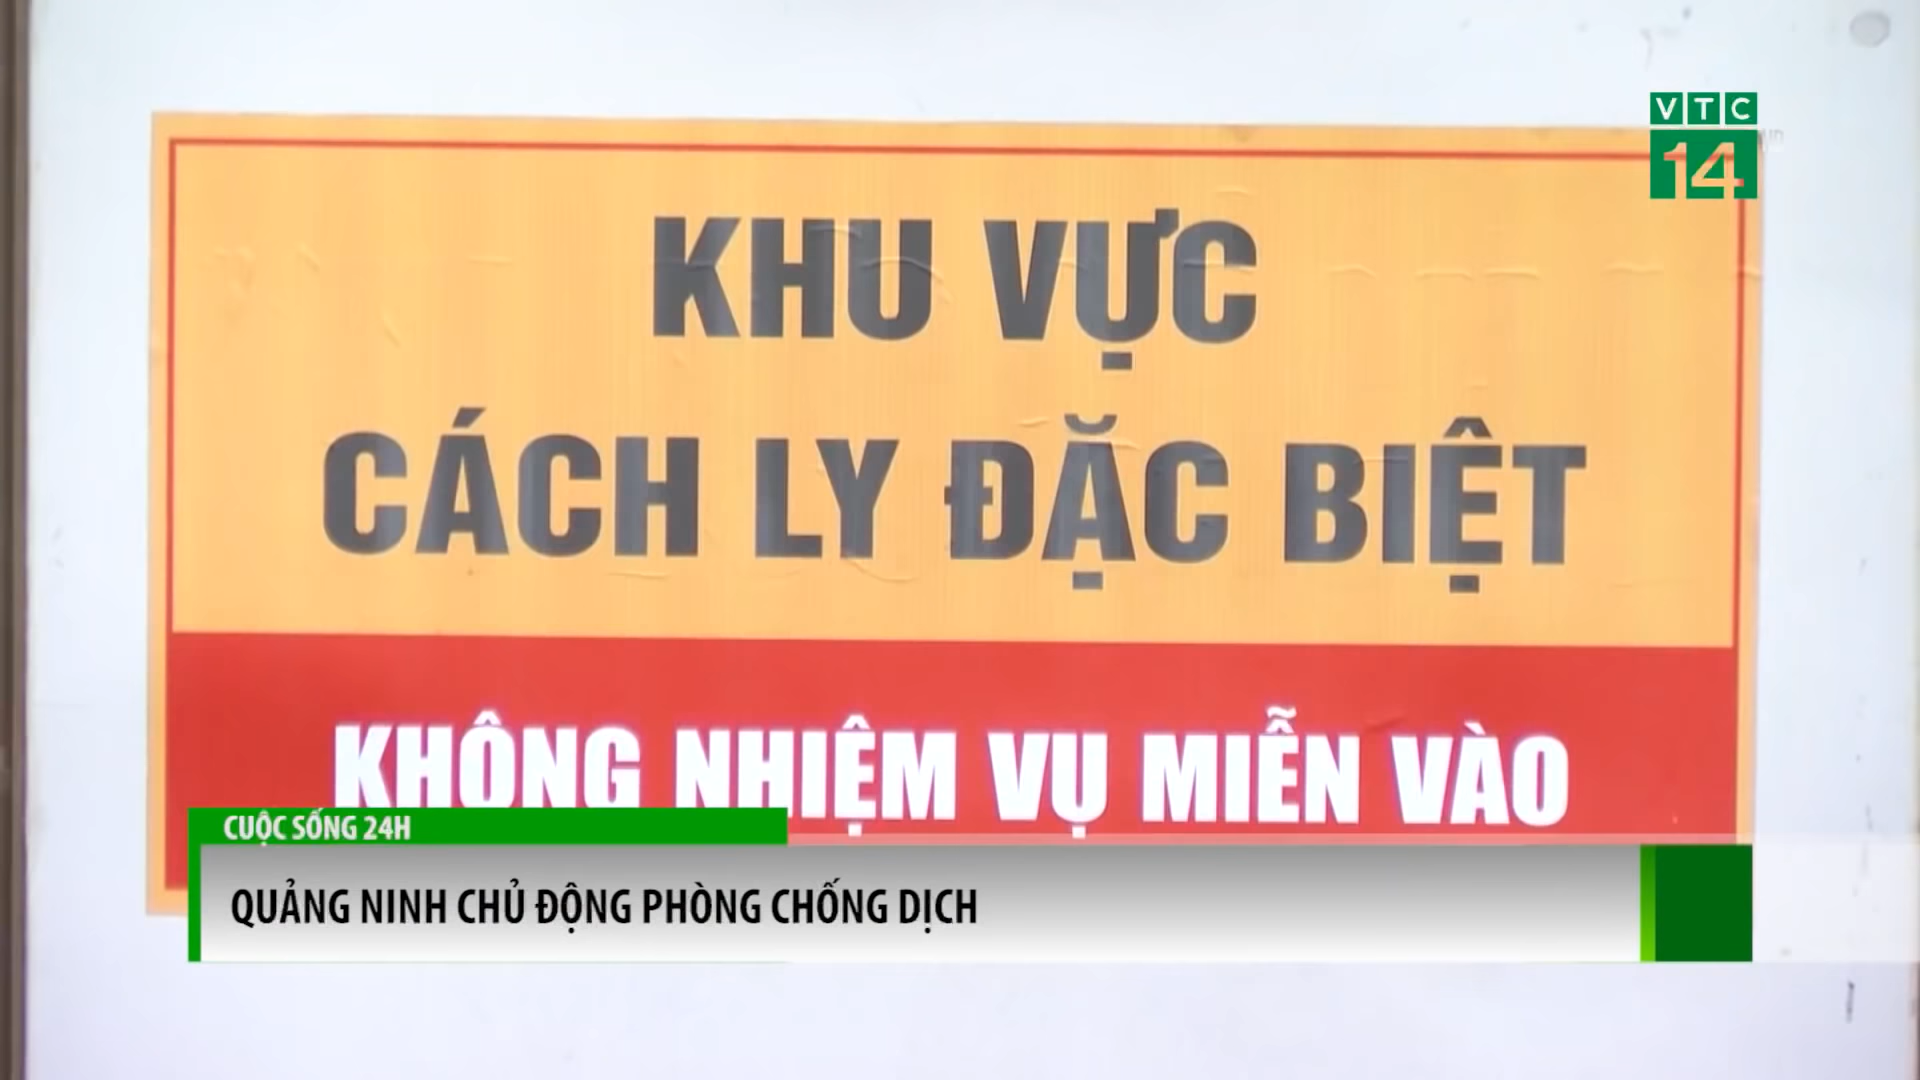 VTC
14
KHU VỰC
CÁCH LY ĐẶC BIỆT
KHÔNG NHIỆM VỤ MIỄN VÀO
CUỘC SỐNG 24H
QUẢNG NINH CHỦ ĐỘNG PHÒNG CHỐNG DỊCH